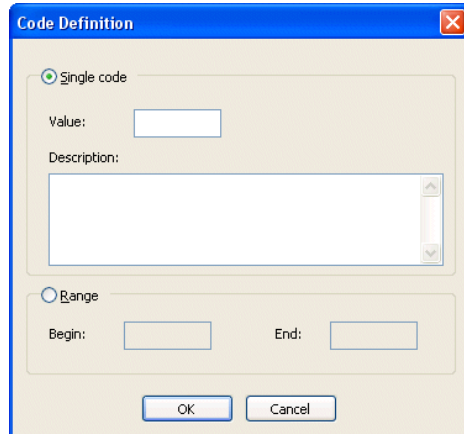 Code Definition
Single code
Value:
Description:
Range
Begin: End:
OK Cancel